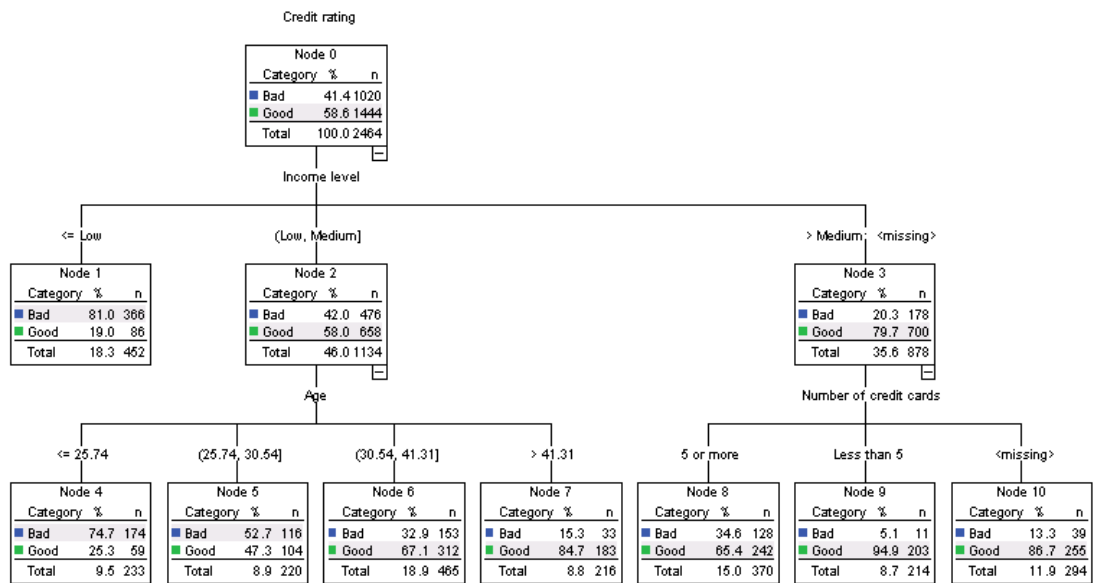 Credit rating
Node 0
Category % n
Bad 41.4 1020
Good 58.6 1444
Total 100.0 2464
Income level
<= Low
(Low, Medium]
> Medium; <missing>
Node 1
Category % n
Bad 81.0 366
Good 19.0 86
Total 18.3 452
Node 2
Category % n
Bad 42.0 476
Good 58.0 658
Total 46.0 1134
Node 3
Category % n
Bad 20.3 178
Good 79.7 700
Total 35.6 878
Age
Number of credit cards
<= 25.74
(25.74, 30.54]
(30.54, 41.31]
> 41.31
5 or more
Less than 5
<missing>
Node 4
Category % n
Bad 74.7 174
Good 25.3 59
Total 9.5 233
Node 5
Category % n
Bad 52.7 116
Good 47.3 104
Total 8.9 220
Node 6
Category % n
Bad 32.9 153
Good 67.1 312
Total 18.9 465
Node 7
Category % n
Bad 15.3 33
Good 84.7 183
Total 8.8 216
Node 8
Category % n
Bad 34.6 128
Good 65.4 242
Total 15.0 370
Node 9
Category % n
Bad 5.1 11
Good 94.9 203
Total 8.7 214
Node 10
Category % n
Bad 13.3 39
Good 86.7 255
Total 11.9 294